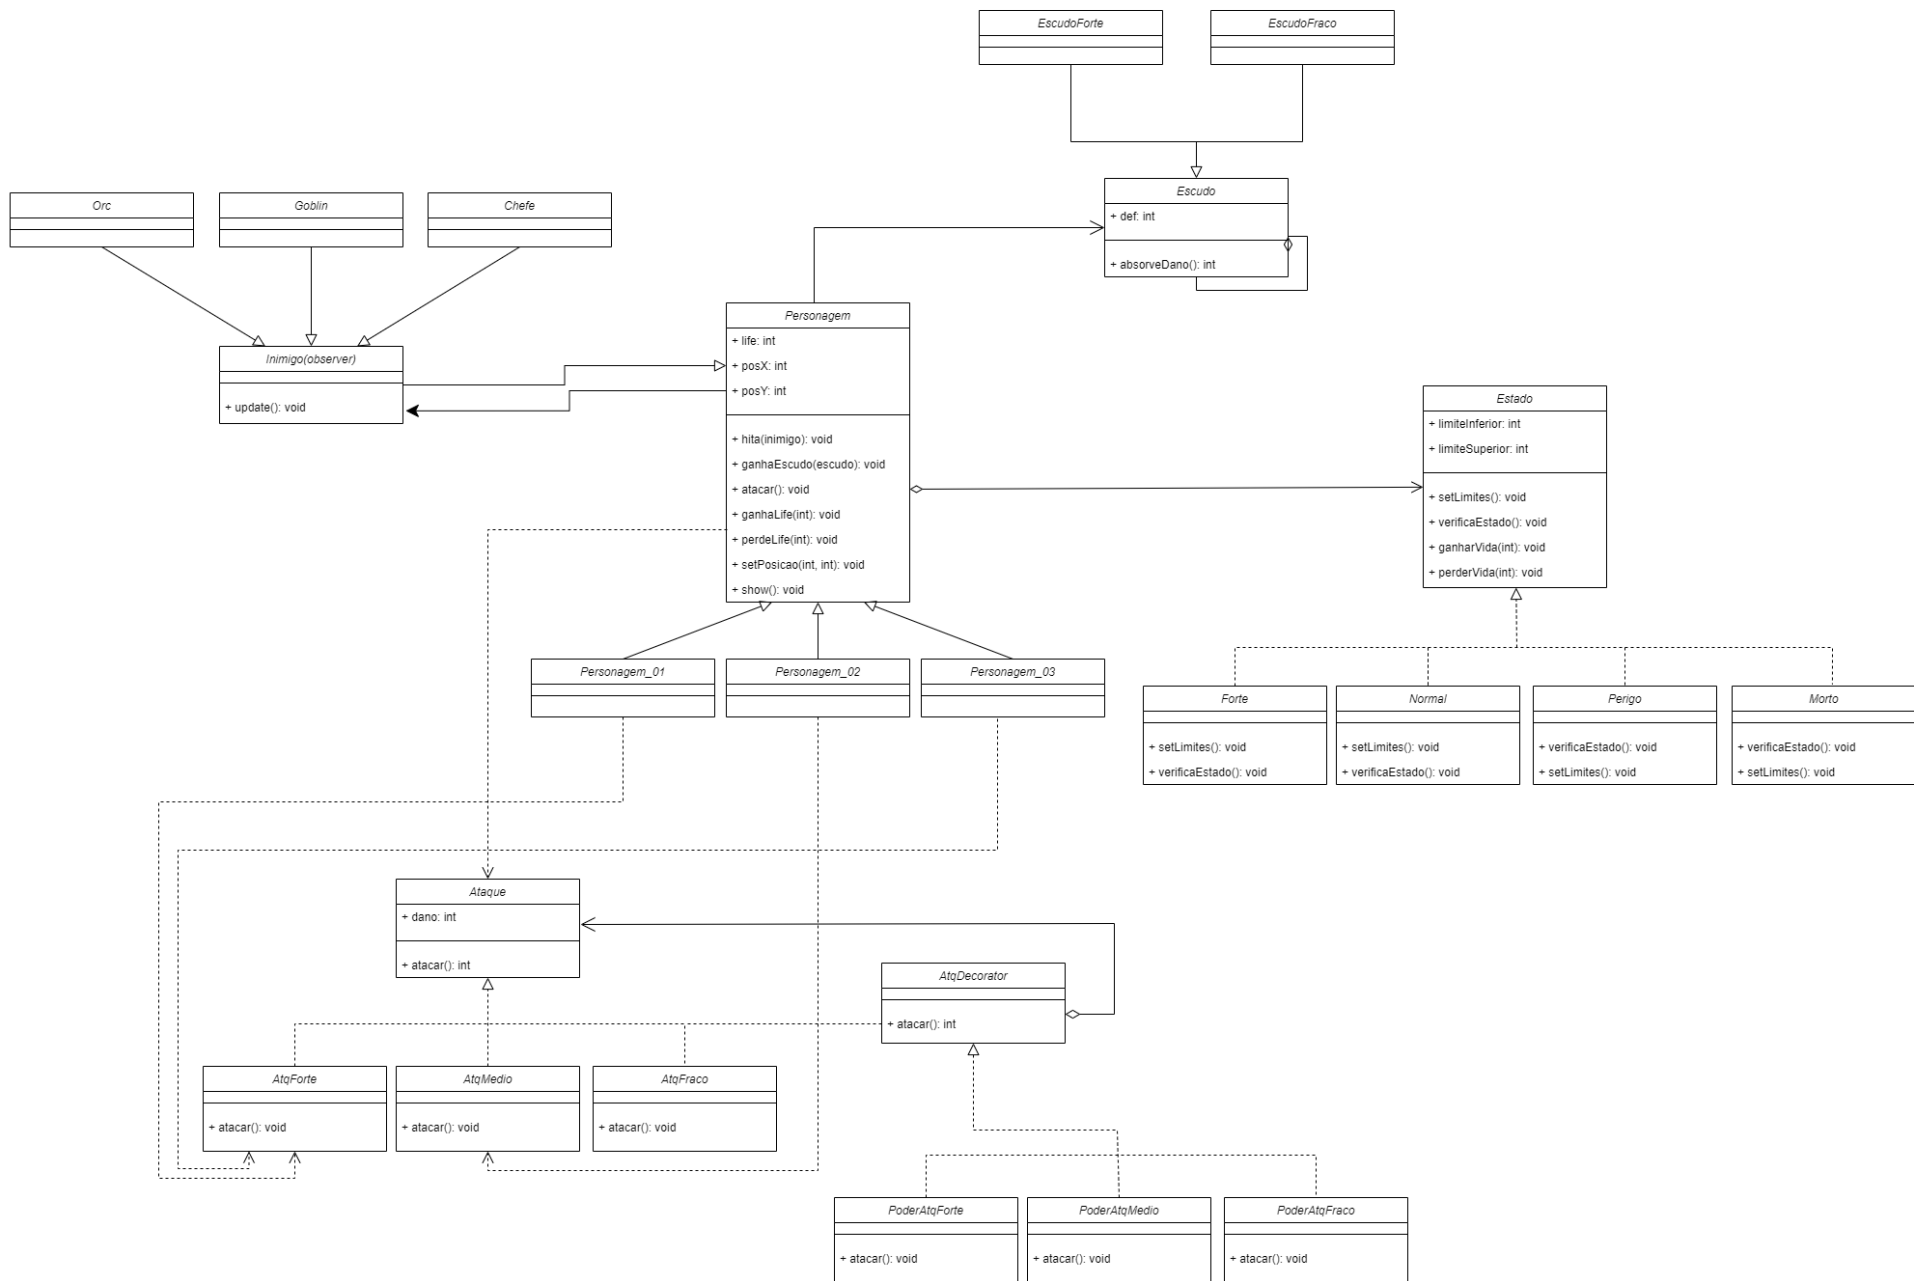 EscudoForte
EscudoFraco
Escudo
+ def: int
+ absorveDano(): int
Orc
Goblin
Chefe
Inimigo(observer)
+ update(): void
Personagem
+ life: int
+ posX: int
+ posY: int
+ hita(inimigo): void
+ ganhaEscudo(escudo): void
+ atacar(): void
+ ganhaLife(int): void
+ perdeLife(int): void
+ setPosicao(int, int): void
+ show(): void
Estado
+ limiteInferior: int
+ limiteSuperior: int
+ setLimites(): void
+ verificaEstado(): void
+ ganharVida(int): void
+ perderVida(int): void
Personagem_01
Personagem_02
Personagem_03
Forte
+ setLimites(): void
+ verificaEstado(): void
Normal
+ setLimites(): void
+ verificaEstado(): void
Perigo
+ verificaEstado(): void
+ setLimites(): void
Morto
+ verificaEstado(): void
+ setLimites(): void
Ataque
+ dano: int
+ atacar(): int
AtqDecorator
+ atacar(): int
AtqForte
+ atacar(): void
AtqMedio
+ atacar(): void
AtqFraco
+ atacar(): void
PoderAtqForte
+ atacar(): void
PoderAtqMedio
+ atacar(): void
PoderAtqFraco
+ atacar(): void